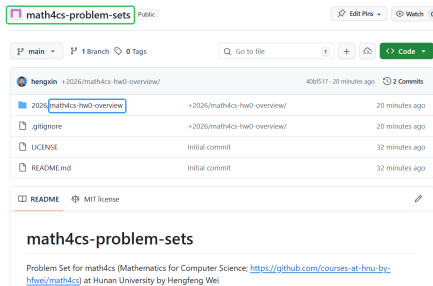 math4cs-problem-sets Public
Edit Pins Watch
main 1 Branch 0 Tags Go to file t + Code
hengxin +2026/math4cs-hw0-overview/ 40bf517 · 20 minutes ago 2 Commits
2026/math4cs-hw0-overview +2026/math4cs-hw0-overview/ 20 minutes ago
.gitignore +2026/math4cs-hw0-overview/ 20 minutes ago
LICENSE Initial commit 32 minutes ago
README.md Initial commit 32 minutes ago
README MIT license
math4cs-problem-sets
Problem Set for math4cs (Mathematics for Computer Science; https://github.com/courses-at-hnu-by-
hfwei/math4cs) at Hunan University by Hengfeng Wei